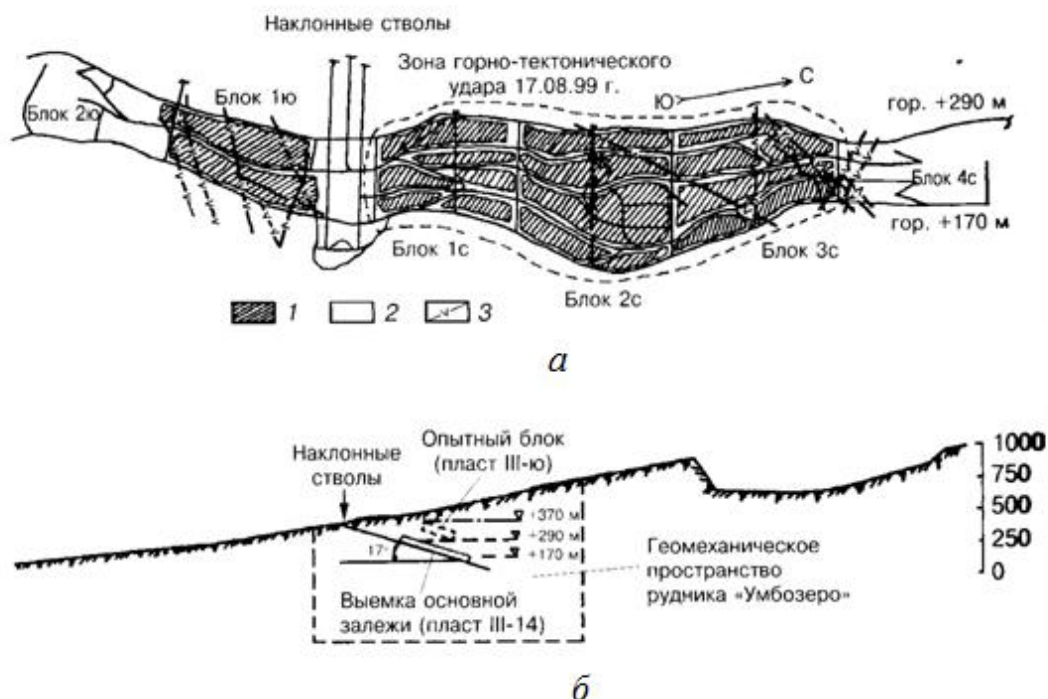 Наклонные стволы
Зона горно-тектонического
удара 17.08.99 г.
Ю
С
гор. +290 м
Блок 2ю
Блок 1ю
Блок 4с
гор. +170 м
Блок 1с
Блок 3с
Блок 2с
1
2
3
а
Наклонные
стволы
Опытный блок
(пласт III-ю)
+370 м
+290 м
+170 м
17°
1000
750
500
250
0
Геомеханическое
пространство
рудника «Умбозеро»
Выемка основной
залежи (пласт III-14)
б